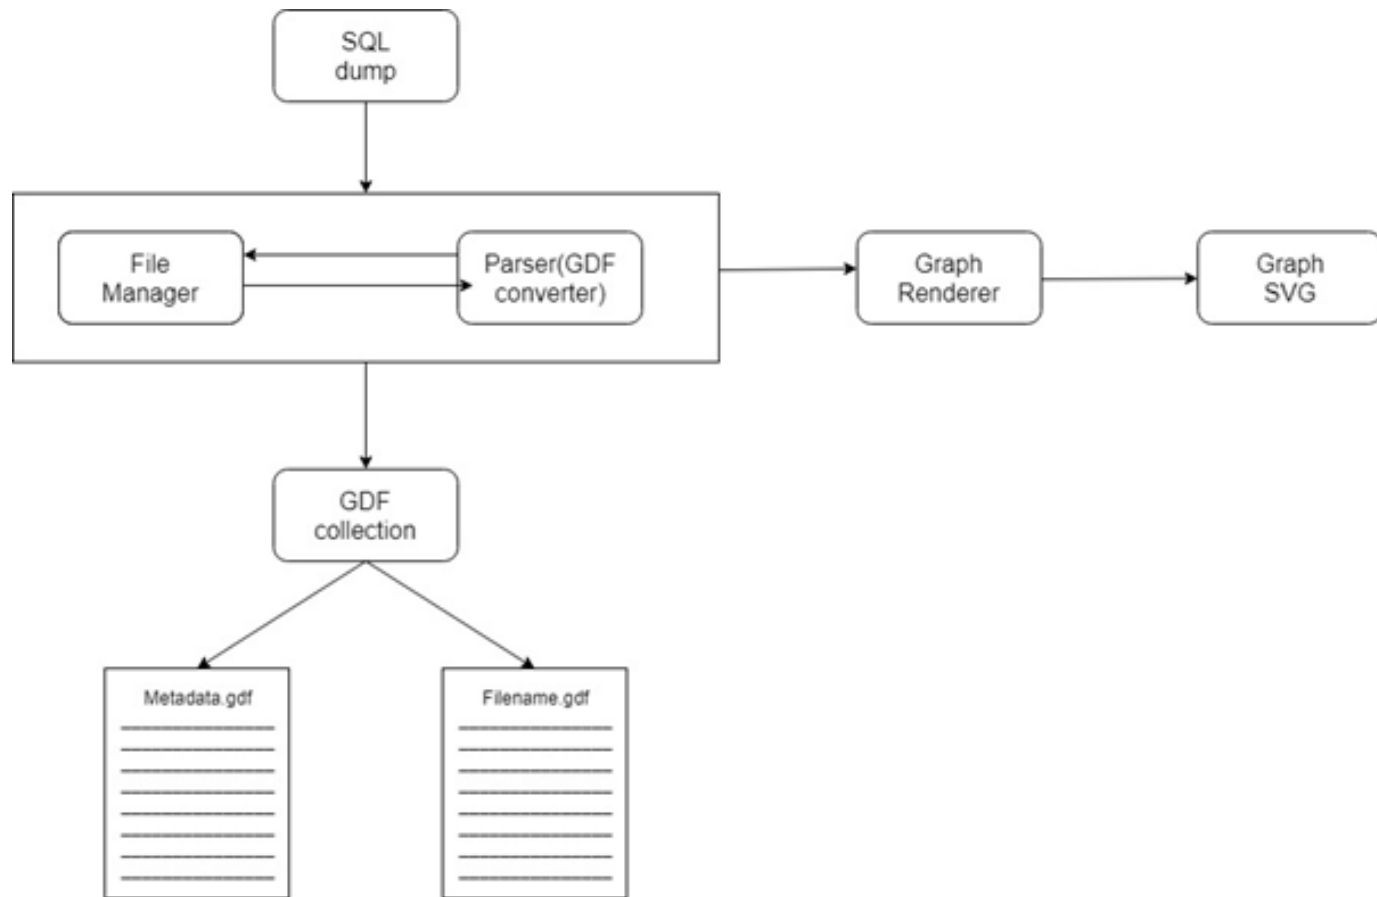 SQL
dump
File
Manager
Parser(GDF
converter)
Graph
Renderer
Graph
SVG
GDF
collection
Metadata.gdf
Filename.gdf